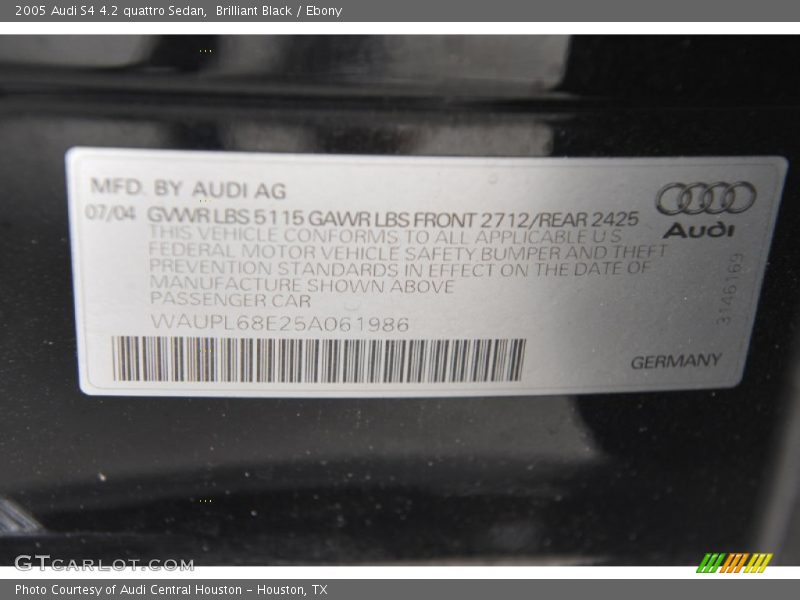 2005 Audi S4 4.2 quattro Sedan, Brilliant Black / Ebony
MFD. BY AUDI AG
07/04 GVWR LBS 5115 GAWR LBS FRONT 2712/REAR 2425
THIS VEHICLE CONFORMS TO ALL APPLICABLE U S
FEDERAL MOTOR VEHICLE SAFETY BUMPER AND THEFT
PREVENTION STANDARDS IN EFFECT ON THE DATE OF
MANUFACTURE SHOWN ABOVE
PASSENGER CAR
WAUPL68E25A061986
Audi
3146169
GERMANY
GTCARLOT.COM
Photo Courtesy of Audi Central Houston - Houston, TX